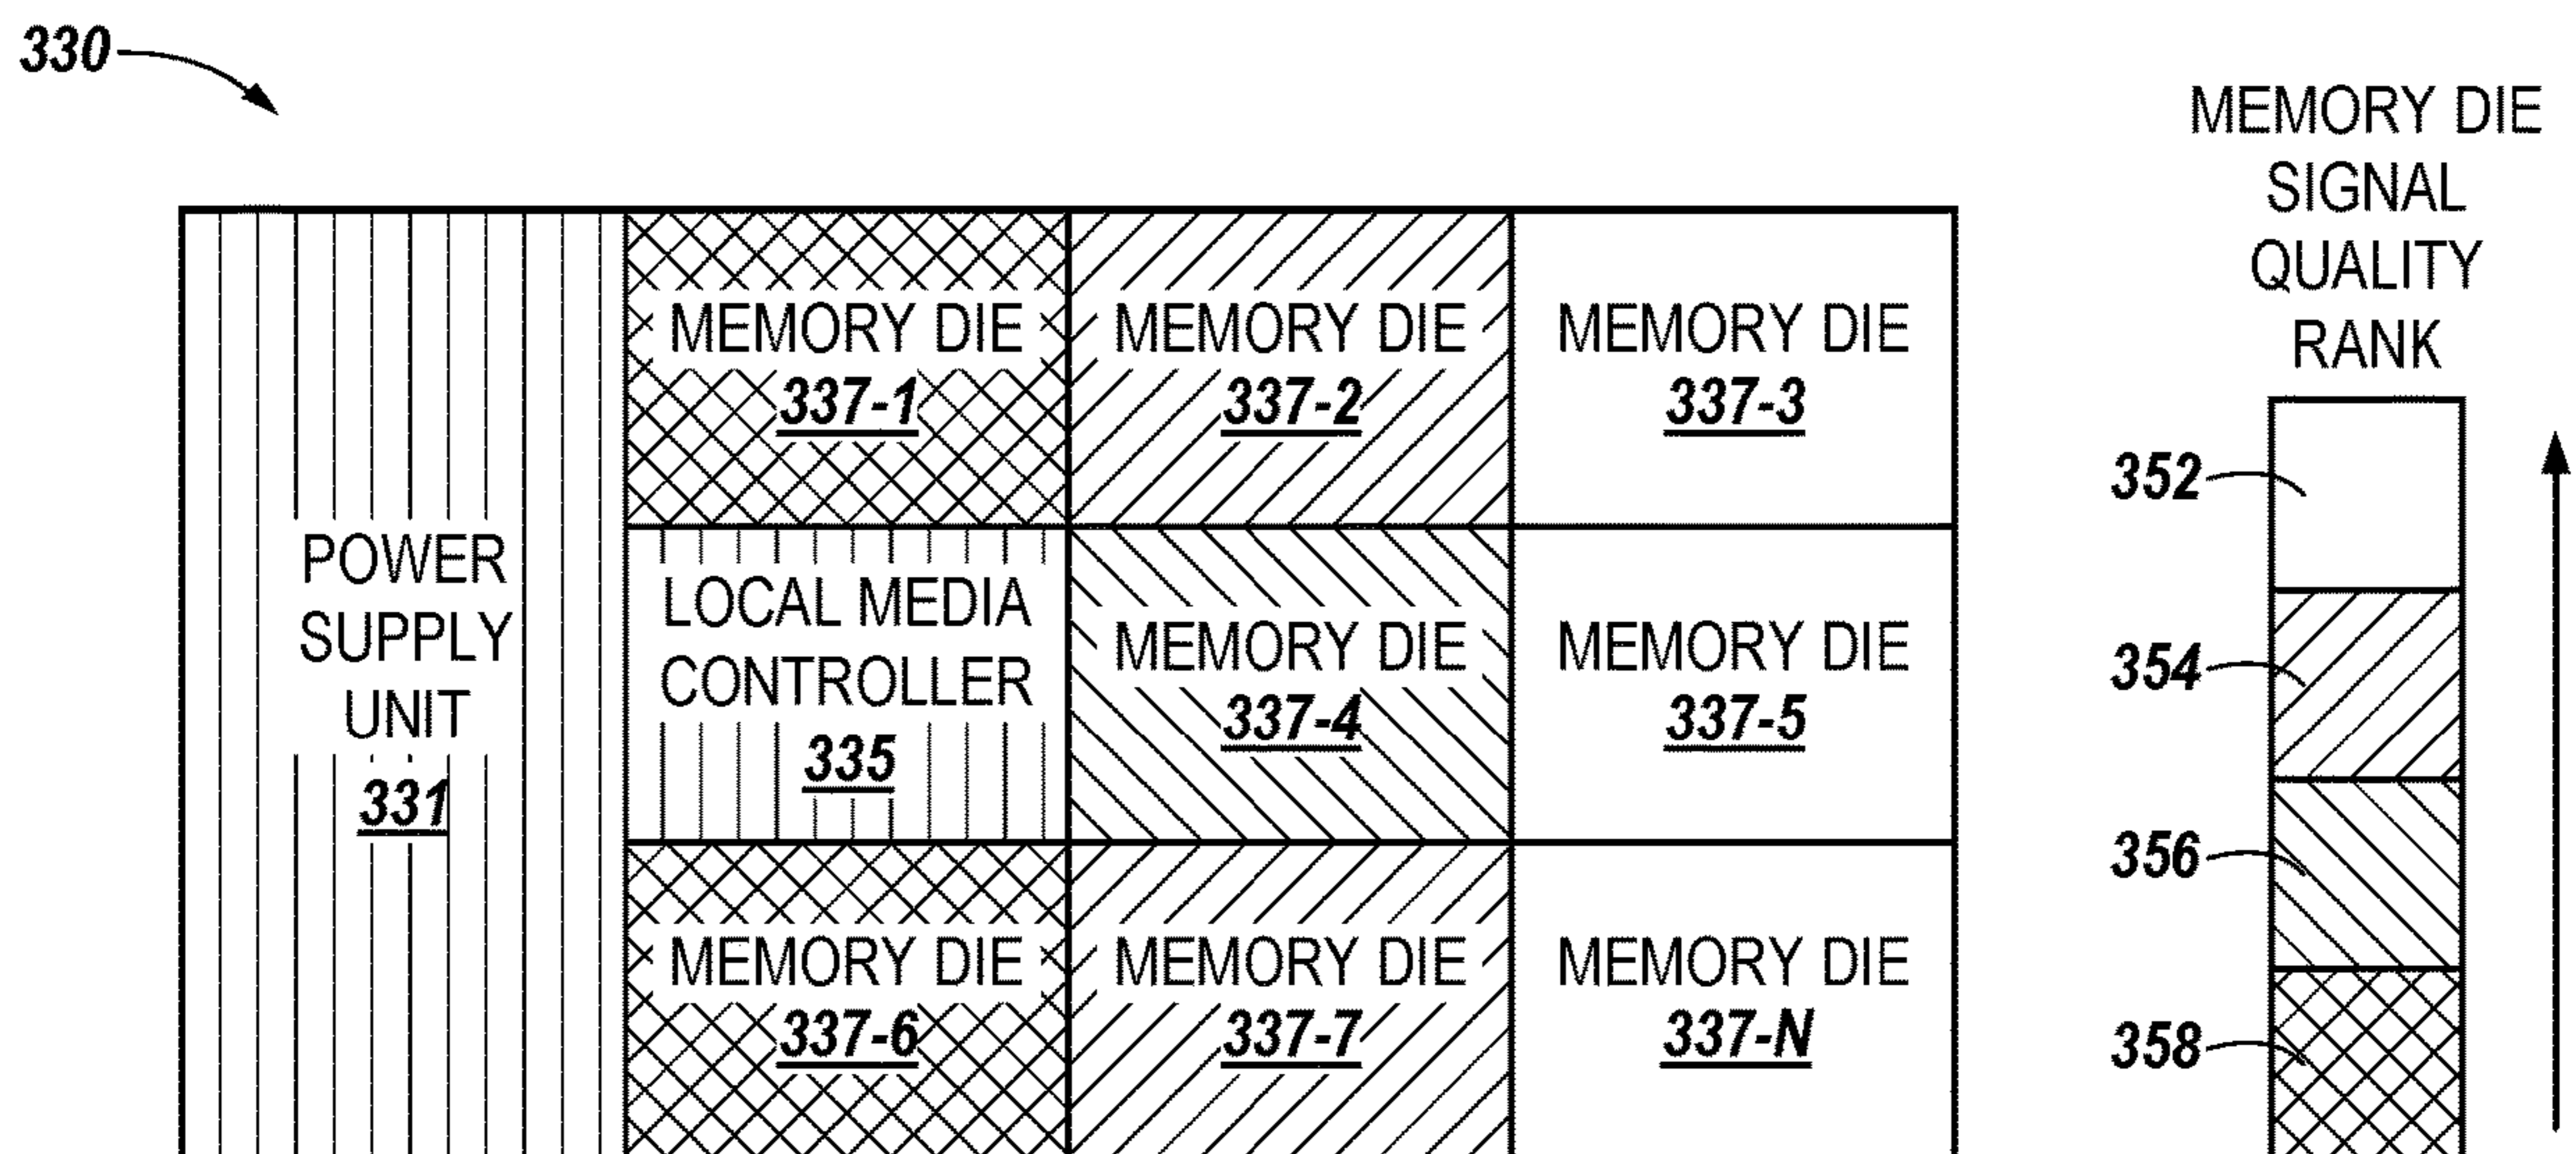 330
MEMORY DIE
SIGNAL
QUALITY
RANK
MEMORY DIE
337-1
MEMORY DIE
337-2
MEMORY DIE
337-3
POWER
SUPPLY
UNIT
331
LOCAL MEDIA
CONTROLLER
335
MEMORY DIE
337-4
MEMORY DIE
337-5
MEMORY DIE
337-6
MEMORY DIE
337-7
MEMORY DIE
337-N
352
354
356
358